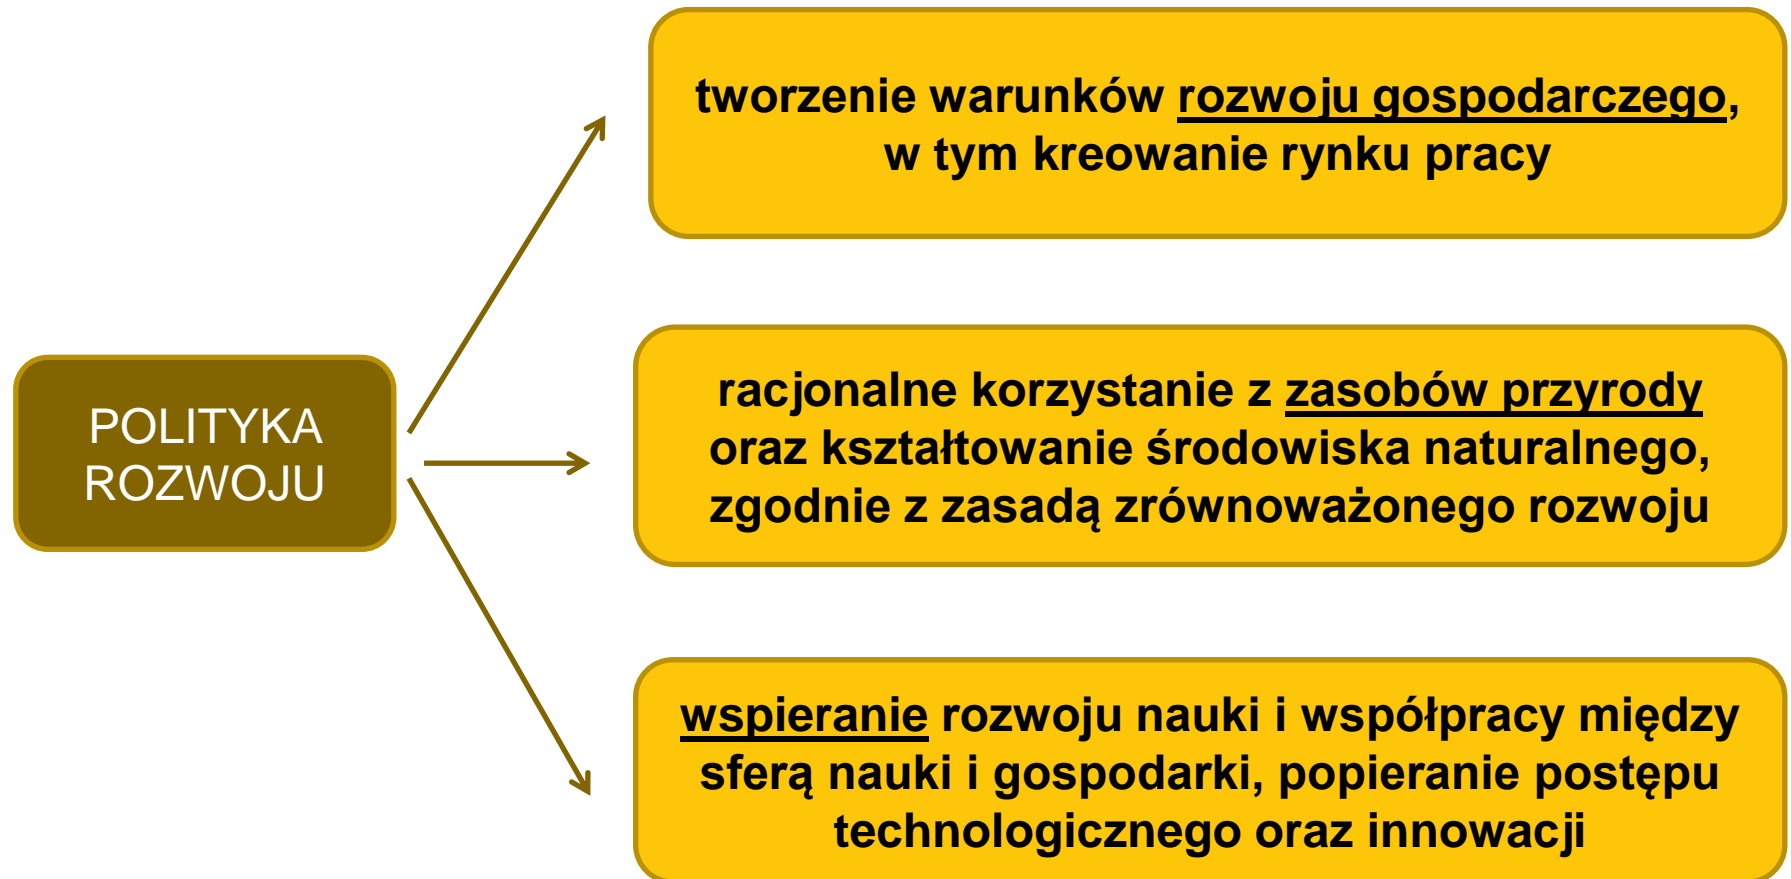 tworzenie warunków rozwoju gospodarczego,
w tym kreowanie rynku pracy
POLITYKA
ROZWOJU
racjonalne korzystanie z zasobów przyrody
oraz kształtowanie środowiska naturalnego,
zgodnie z zasadą zrównoważonego rozwoju
wspieranie rozwoju nauki i współpracy między
sferą nauki i gospodarki, popieranie postępu
technologicznego oraz innowacji